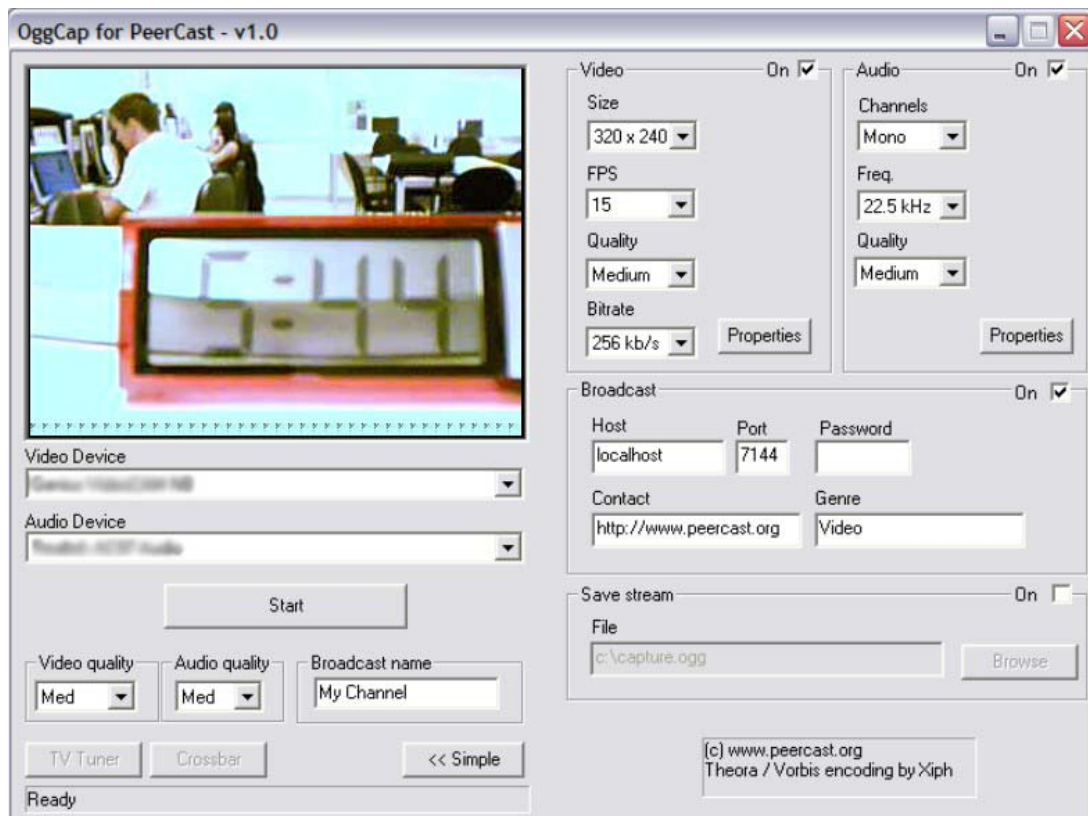 OggCap for PeerCast - v1.0
5:44
Video Device
Audio Device
Start
Video quality
Med
Audio quality
Med
Broadcast name
My Channel
TV Tuner
Crossbar
<< Simple
Ready
Video
On
Size
320 x 240
FPS
15
Quality
Medium
Bitrate
256 kb/s
Properties
Audio
On
Channels
Mono
Freq.
22.5 kHz
Quality
Medium
Properties
Broadcast
On
Host
localhost
Port
7144
Password
Contact
http://www.peercast.org
Genre
Video
Save stream
On
File
c:\capture.ogg
Browse
(c) www.peercast.org
Theora / Vorbis encoding by Xiph